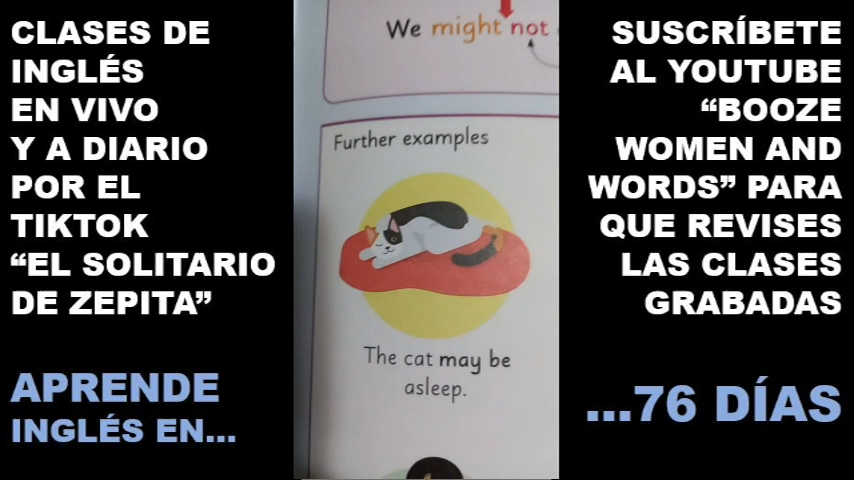 CLASES DE
INGLÉS
EN VIVO
Y A DIARIO
POR EL
TIKTOK
“EL SOLITARIO
DE ZEPITA”
APRENDE
INGLÉS EN...
We might not
Further examples
The cat may be
asleep.
SUSCRÍBETE
AL YOUTUBE
“BOOZE
WOMEN AND
WORDS” PARA
QUE REVISES
LAS CLASES
GRABADAS
...76 DÍAS